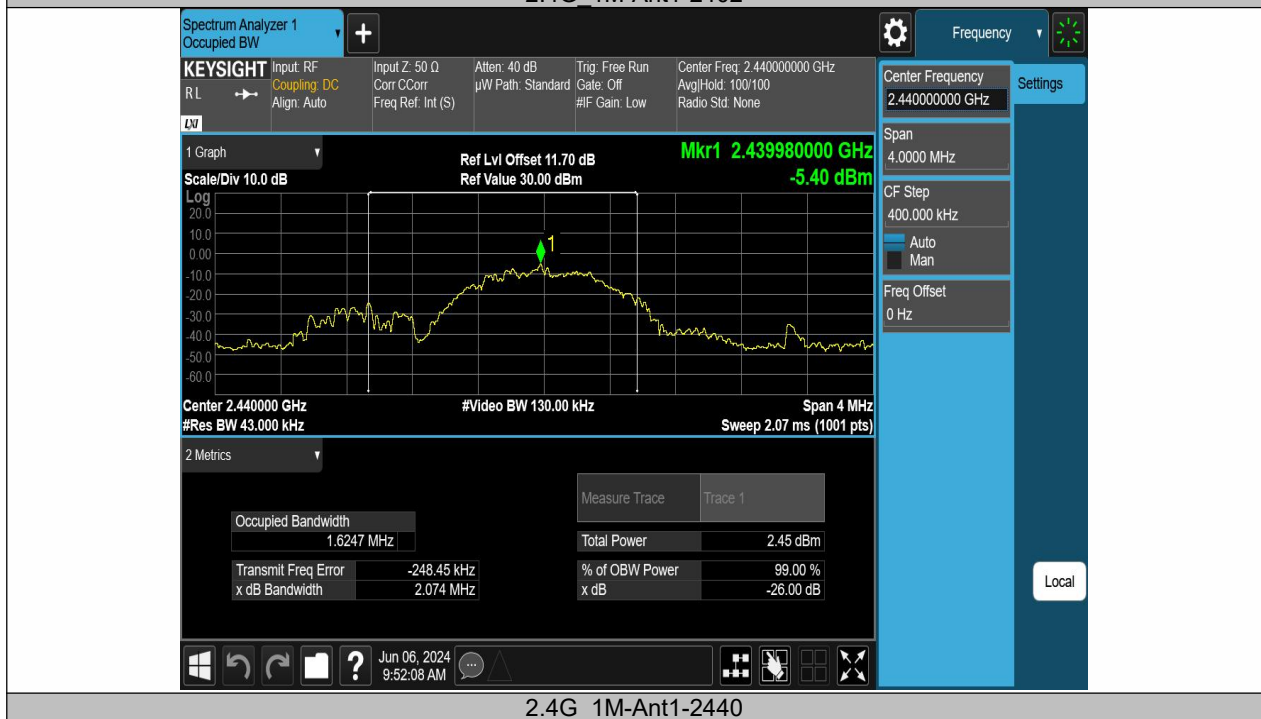 2.4G_1M-Ant1-2402
Spectrum Analyzer 1
Occupied BW
Frequency
KEYSIGHT
RL
LXI
Input: RF
Coupling: DC
Align: Auto
Input Z: 50 Ω
Corr CCorr
Freq Ref: Int (S)
Atten: 40 dB
µW Path: Standard
Trig: Free Run
Gate: Off
#IF Gain: Low
Center Freq: 2.440000000 GHz
Avg|Hold: 100/100
Radio Std: None
Center Frequency
2.440000000 GHz
Settings
Span
4.0000 MHz
CF Step
400.000 kHz
Auto
Man
Freq Offset
0 Hz
Local
1 Graph
Scale/Div 10.0 dB
Ref Lvl Offset 11.70 dB
Ref Value 30.00 dBm
Mkr1 2.439980000 GHz
-5.40 dBm
Log
20.0
10.0
0.00
-10.0
-20.0
-30.0
-40.0
-50.0
-60.0
1
Center 2.440000 GHz
#Res BW 43.000 kHz
#Video BW 130.00 kHz
Span 4 MHz
Sweep 2.07 ms (1001 pts)
2 Metrics
Measure Trace Trace 1
Occupied Bandwidth
1.6247 MHz
Total Power 2.45 dBm
Transmit Freq Error -248.45 kHz
% of OBW Power 99.00 %
x dB Bandwidth 2.074 MHz
x dB -26.00 dB
?
Jun 06, 2024
9:52:08 AM
2.4G_1M-Ant1-2440